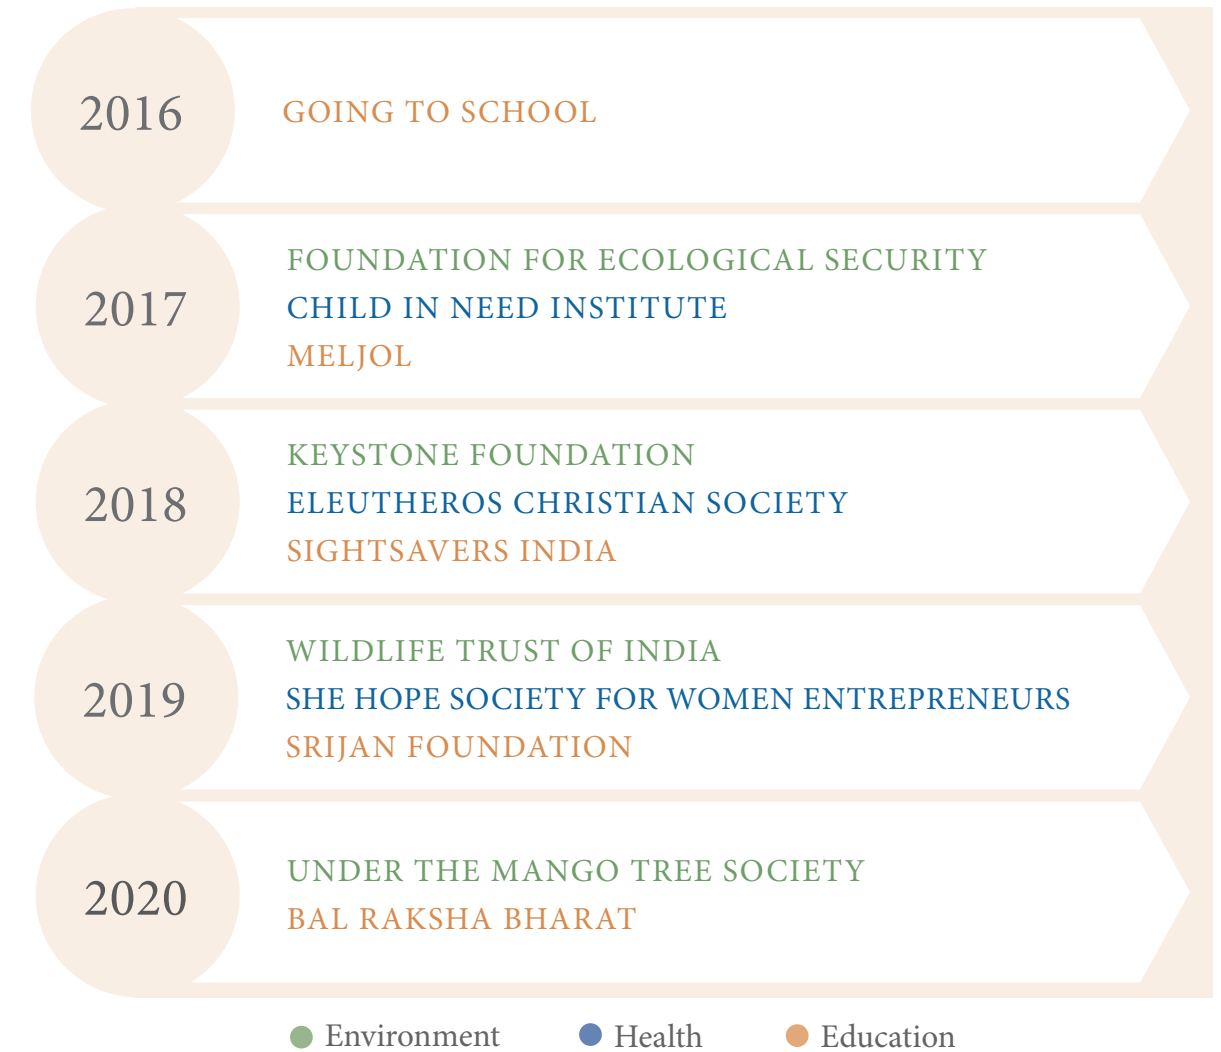 2016
GOING TO SCHOOL
2017
FOUNDATION FOR ECOLOGICAL SECURITY
CHILD IN NEED INSTITUTE
MELJOL
2018
KEYSTONE FOUNDATION
ELEUTHEROS CHRISTIAN SOCIETY
SIGHTSAVERS INDIA
2019
WILDLIFE TRUST OF INDIA
SHE HOPE SOCIETY FOR WOMEN ENTREPRENEURS
SRIJAN FOUNDATION
2020
UNDER THE MANGO TREE SOCIETY
BAL RAKSHA BHARAT
Environment Health Education